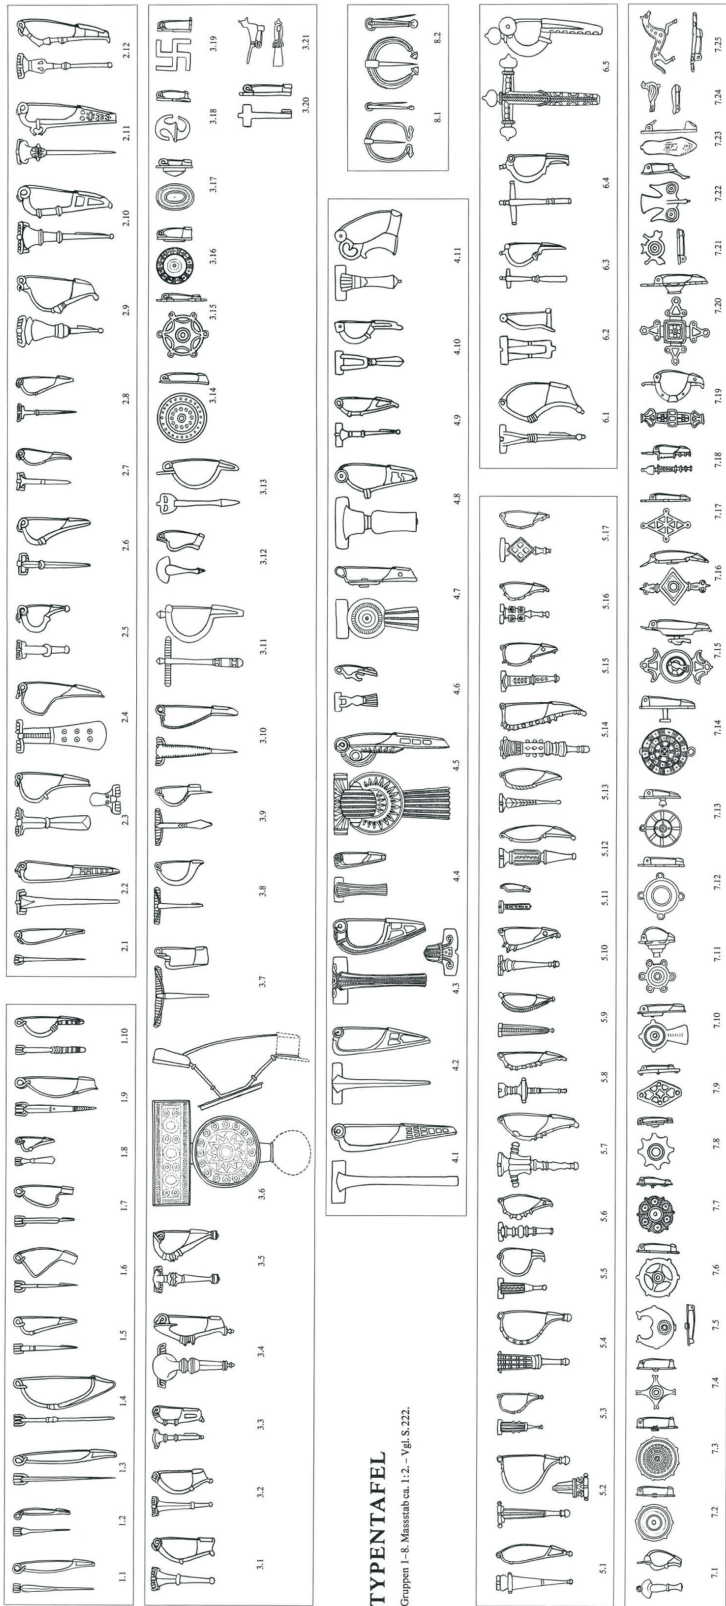 1.1 1.2 1.3 1.4 1.5 1.6 1.7 1.8 1.9 1.10
2.1 2.2 2.3 2.4 2.5 2.6 2.7 2.8 2.9 2.10 2.11 2.12
3.1 3.2 3.3 3.4 3.5 3.6 3.7 3.8 3.9 3.10 3.11 3.12 3.13 3.14 3.15 3.16 3.17 3.18 3.19
3.20 3.21
TYPENTAFEL
Gruppen 1–8. Massstab ca. 1:2. – Vgl. S. 222.
4.1 4.2 4.3 4.4 4.5 4.6 4.7 4.8 4.9 4.10 4.11
8.1 8.2
5.1 5.2 5.3 5.4 5.5 5.6 5.7 5.8 5.9 5.10 5.11 5.12 5.13 5.14 5.15 5.16 5.17
6.1 6.2 6.3 6.4 6.5
7.1 7.2 7.3 7.4 7.5 7.6 7.7 7.8 7.9 7.10 7.11 7.12 7.13 7.14 7.15 7.16 7.17 7.18 7.19 7.20 7.21 7.22 7.23 7.24 7.25